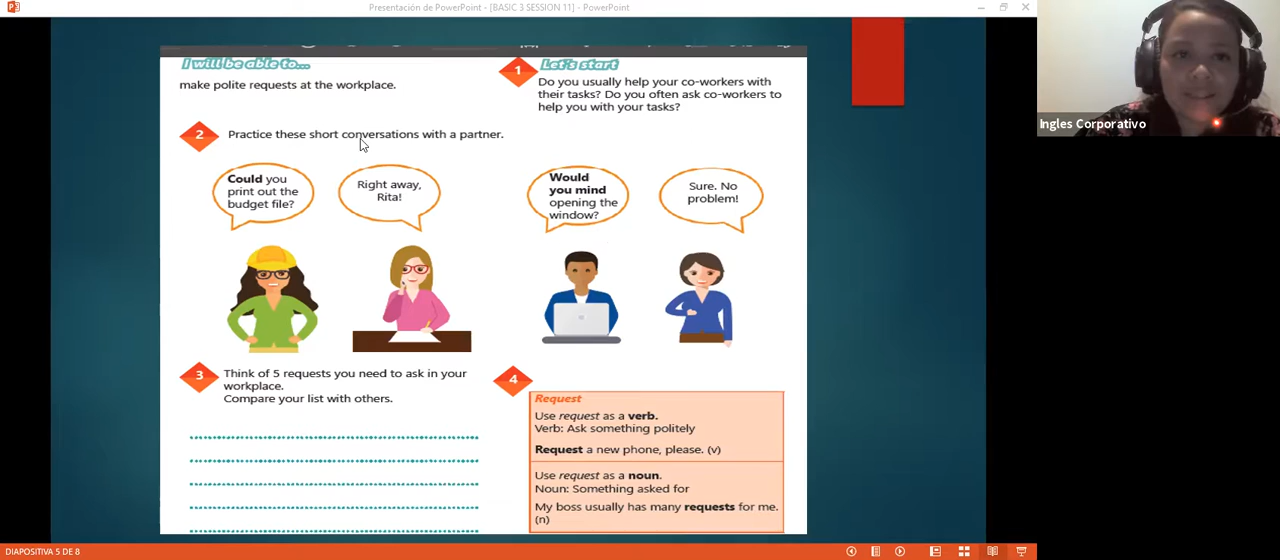 Presentación de PowerPoint - [BASIC 3 SESSION 11] - PowerPoint
Ingles Corporativo
I will be able to...
make polite requests at the workplace.
1
Let's start
Do you usually help your co-workers with
their tasks? Do you often ask co-workers to
help you with your tasks?
2
Practice these short conversations with a partner.
Could you
print out the
budget file?
Right away,
Rita!
Would
you mind
opening the
window?
Sure. No
problem!
3
Think of 5 requests you need to ask in your
workplace.
Compare your list with others.
4
Request
Use request as a verb.
Verb: Ask something politely
Request a new phone, please. (v)
Use request as a noun.
Noun: Something asked for
My boss usually has many requests for me.
(n)
DIAPOSITIVA 5 DE 8